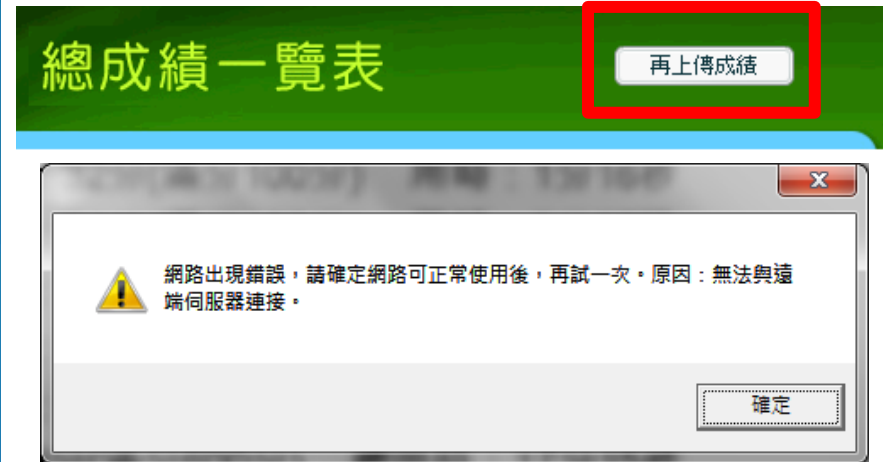 總成績一覽表
再上傳成績
網路出現錯誤，請確定網路可正常使用後，再試一次。原因：無法與遠
端伺服器連接。
確定